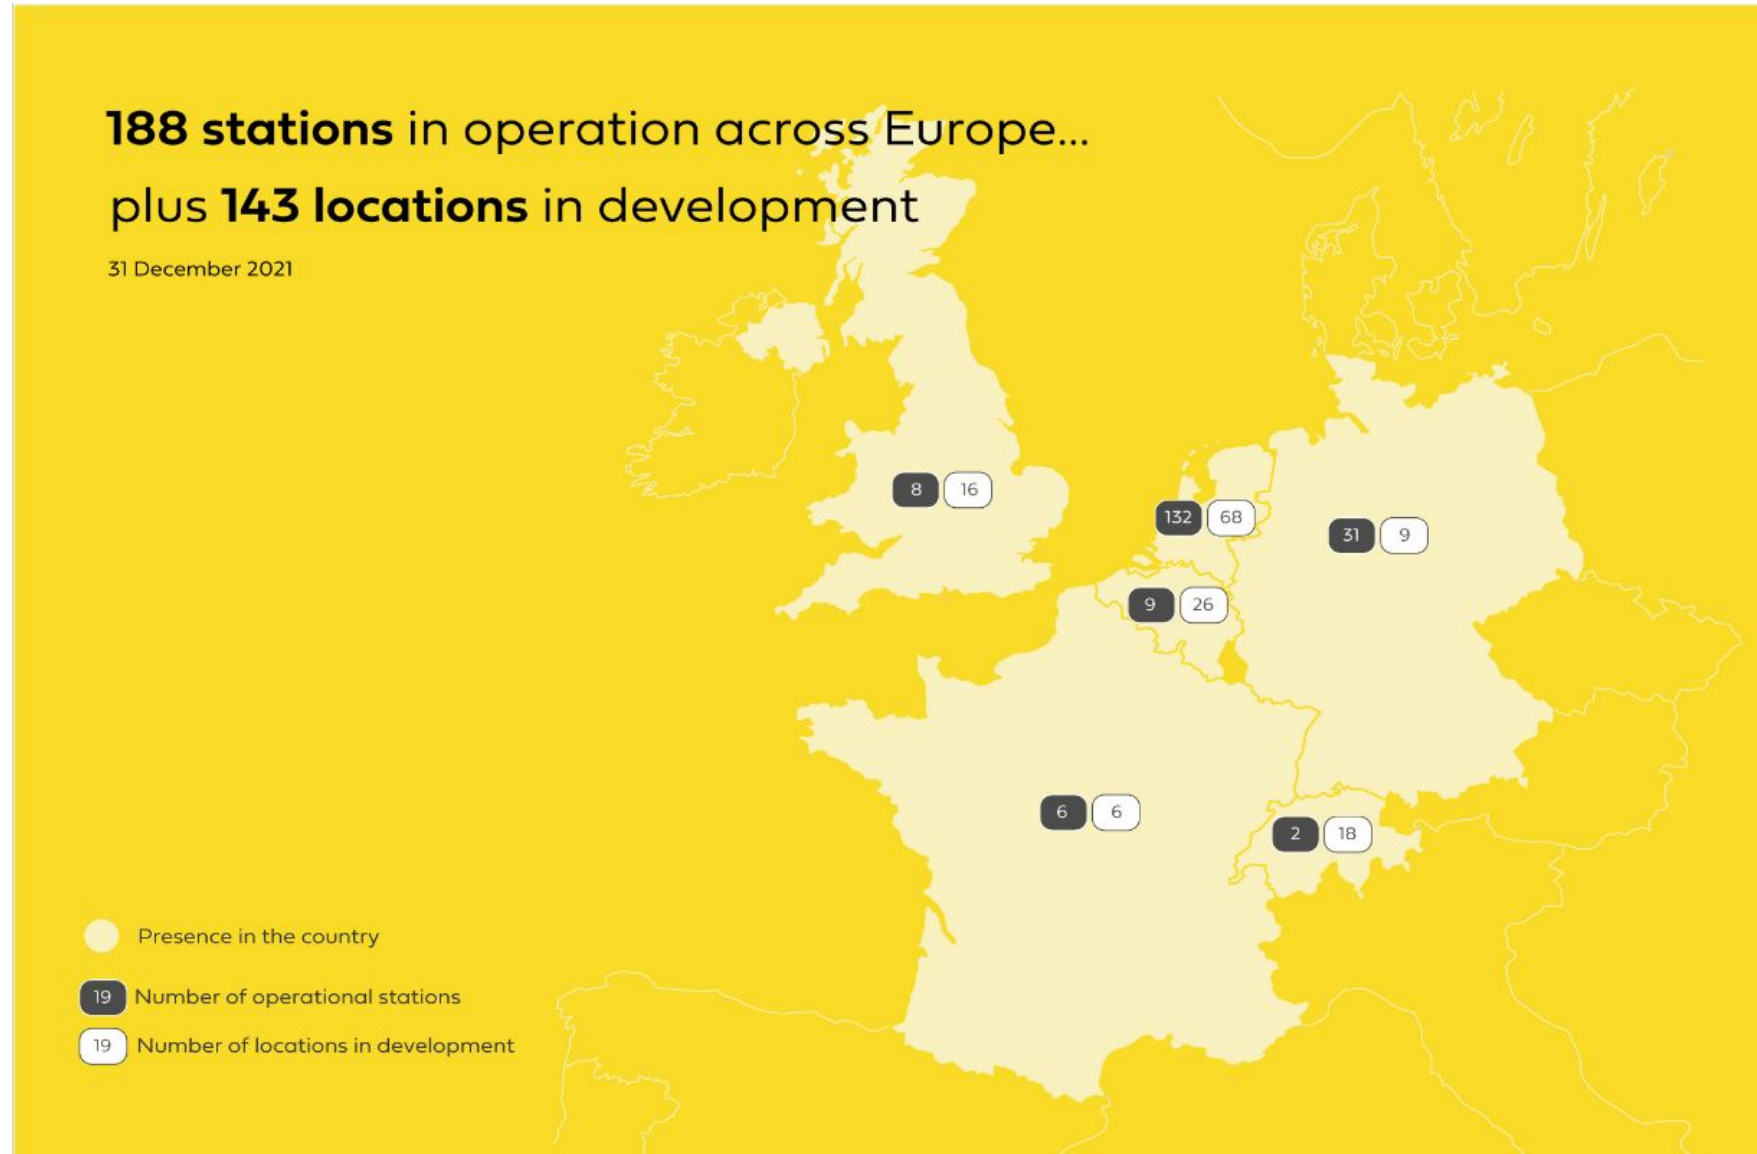 188 stations in operation across Europe...
plus 143 locations in development
31 December 2021
8 16
132 68
31 9
9 26
6 6
2 18
Presence in the country
19 Number of operational stations
19 Number of locations in development